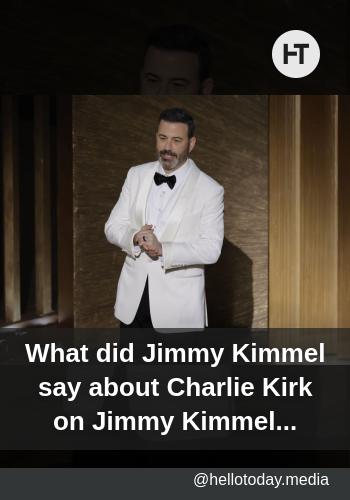 HT
What did Jimmy Kimmel
say about Charlie Kirk
on Jimmy Kimmel...
@hellotoday.media